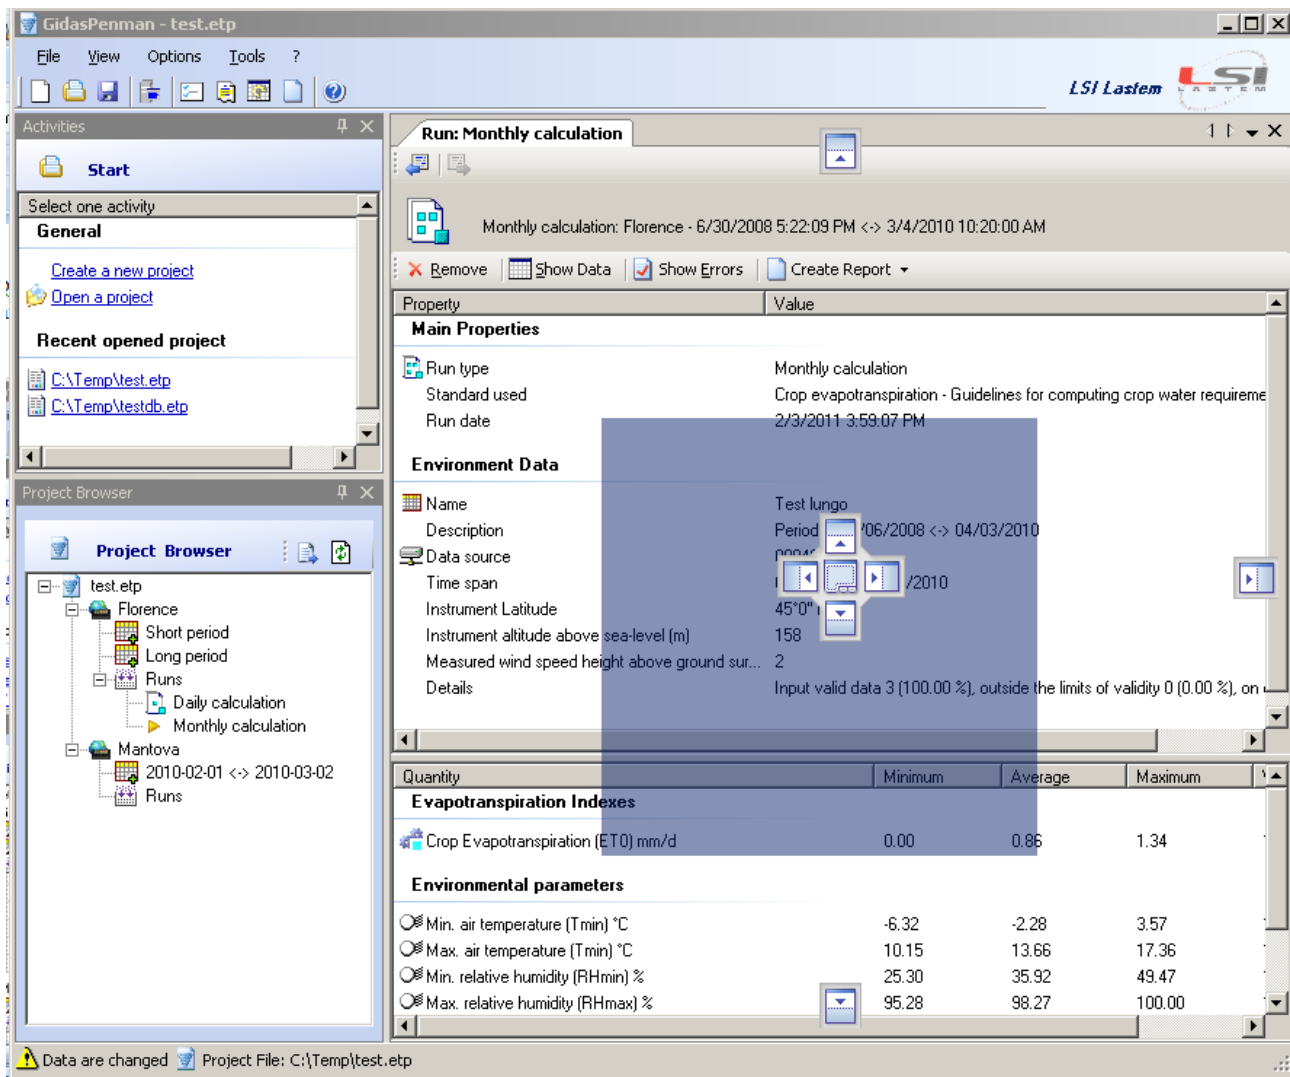 GidasPenman - test.etp
File View Options Tools ?
LSI Lastem
LSI
LASTEM
Activities
Start
Select one activity
General
Create a new project
Open a project
Recent opened project
C:\Temp\test.etp
C:\Temp\testdb.etp
Project Browser
Project Browser
test.etp
Florence
Short period
Long period
Runs
Daily calculation
Monthly calculation
Mantova
2010-02-01 <-> 2010-03-02
Runs
Run: Monthly calculation
Monthly calculation: Florence - 6/30/2008 5:22:09 PM <-> 3/4/2010 10:20:00 AM
Remove Show Data Show Errors Create Report
Property Value
Main Properties
Run type Monthly calculation
Standard used Crop evapotranspiration - Guidelines for computing crop water requireme
Run date 2/3/2011 3:59:07 PM
Environment Data
Name Test lungo
Description Period /06/2008 <-> 04/03/2010
Data source
Time span /2010
Instrument Latitude 45°0''
Instrument altitude above sea-level (m) 158
Measured wind speed height above ground sur... 2
Details Input valid data 3 (100.00 %), outside the limits of validity 0 (0.00 %), on
Quantity Minimum Average Maximum
Evapotranspiration Indexes
Crop Evapotranspiration (ET0) mm/d 0.00 0.86 1.34
Environmental parameters
Min. air temperature (Tmin) °C -6.32 -2.28 3.57
Max. air temperature (Tmin) °C 10.15 13.66 17.36
Min. relative humidity (RHmin) % 25.30 35.92 49.47
Max. relative humidity (RHmax) % 95.28 98.27 100.00
Data are changed Project File: C:\Temp\test.etp